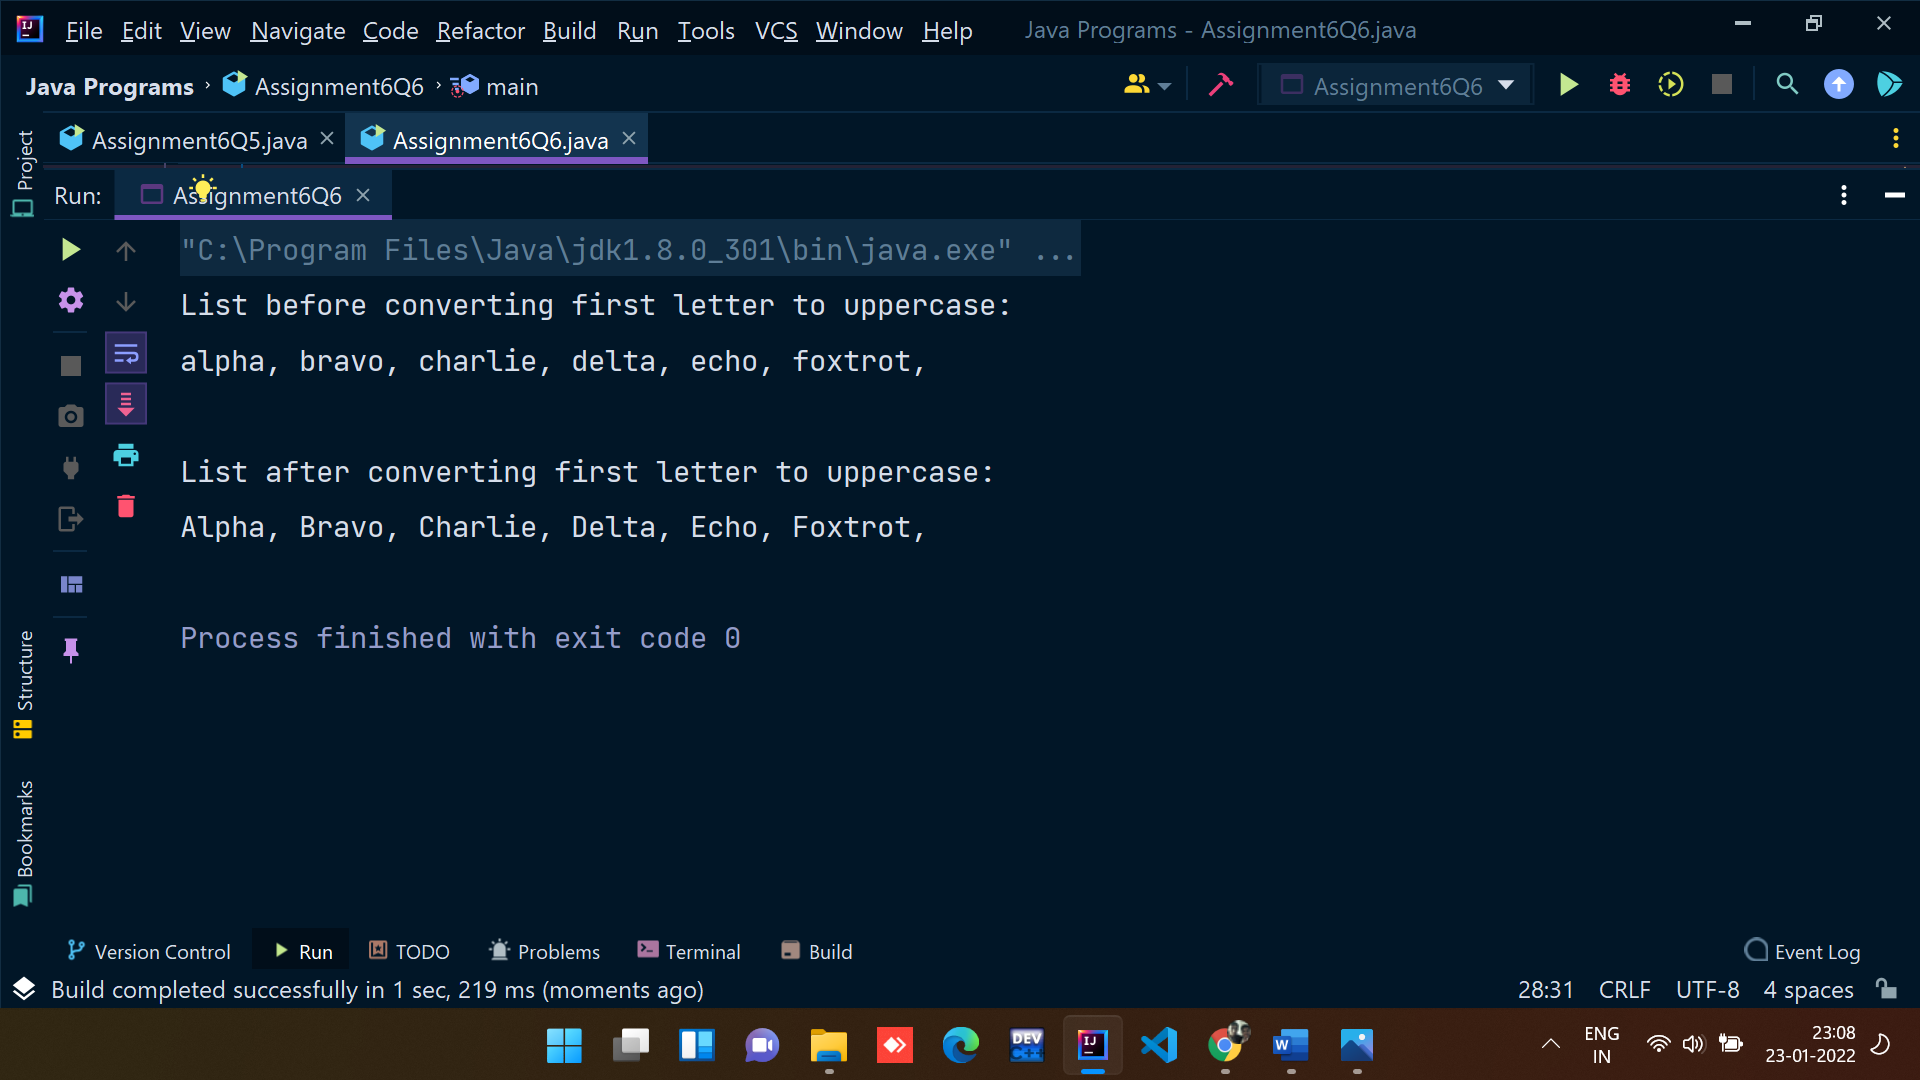 File Edit View Navigate Code Refactor Build Run Tools VCS Window Help Java Programs - Assignment6Q6.java
Java Programs › Assignment6Q6 › main Assignment6Q6
Assignment6Q5.java Assignment6Q6.java
Run: Assignment6Q6
"C:\Program Files\Java\jdk1.8.0_301\bin\java.exe" ...
List before converting first letter to uppercase:
alpha, bravo, charlie, delta, echo, foxtrot,
List after converting first letter to uppercase:
Alpha, Bravo, Charlie, Delta, Echo, Foxtrot,
Process finished with exit code 0
Project
Structure
Bookmarks
Version Control Run TODO Problems Terminal Build Event Log
Build completed successfully in 1 sec, 219 ms (moments ago) 28:31 CRLF UTF-8 4 spaces
DEV
C++
IJ
W
ENG
IN
23:08
23-01-2022